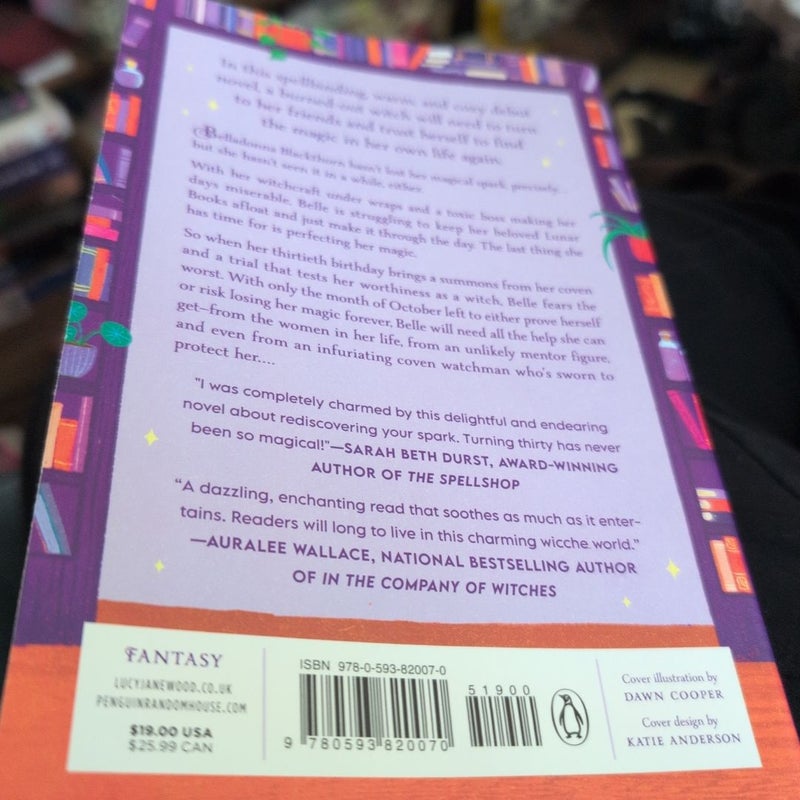 In this spellbinding, warm and cozy debut
novel, a burned-out witch will need to turn
to her friends and trust herself to find
the magic in her own life again.
Belladonna Blackthorn hasn't lost her magical spark, precisely...
but she hasn't seen it in a while, either.
With her witchcraft under wraps and a toxic boss making her
days miserable, Belle is struggling to keep her beloved Lunar
Books afloat and just make it through the day. The last thing she
has time for is perfecting her magic.
So when her thirtieth birthday brings a summons from her coven
and a trial that tests her worthiness as a witch, Belle fears the
worst. With only the month of October left to either prove herself
or risk losing her magic forever, Belle will need all the help she can
get—from the women in her life, from an unlikely mentor figure,
and even from an infuriating coven watchman who's sworn to
protect her....
"I was completely charmed by this delightful and endearing
novel about rediscovering your spark. Turning thirty has never
been so magical!"—SARAH BETH DURST, AWARD-WINNING
AUTHOR OF THE SPELLSHOP
"A dazzling, enchanting read that soothes as much as it enter-
tains. Readers will long to live in this charming wicche world."
—AURALEE WALLACE, NATIONAL BESTSELLING AUTHOR
OF IN THE COMPANY OF WITCHES
FANTASY
LUCYJANEWOOD.CO.UK
PENGUINRANDOMHOUSE.COM
$19.00 USA
$25.99 CAN
ISBN 978-0-593-82007-0
51900
9 780593 820070
Cover illustration by
DAWN COOPER
Cover design by
KATIE ANDERSON